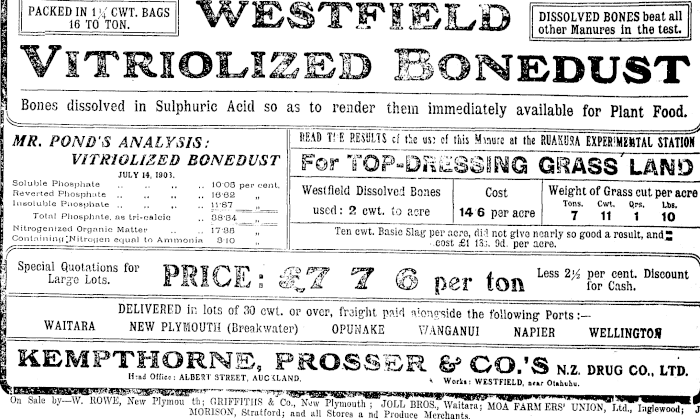 PACKED IN 1¼ CWT. BAGS
16 TO TON.
WESTFIELD
DISSOLVED BONES beat all
other Manures in the test.
VITRIOLIZED BONEDUST
Bones dissolved in Sulphuric Acid so as to render them immediately available for Plant Food.
MR. POND'S ANALYSIS:
VITRIOLIZED BONEDUST
JULY 14, 1903.
Soluble Phosphate .. .. .. 10·05 per cent.
Reverted Phosphate .. .. .. 16·62 „
Insoluble Phosphate .. .. .. 11·87 „
Total Phosphate, as tri-calcic .. 38·54 „
Nitrogenized Organic Matter .. 17·85 „
Containing Nitrogen equal to Ammonia 3·10 „
READ THE RESULTS of the use of this Manure at the RUAKURA EXPERIMENTAL STATION
For TOP-DRESSING GRASS LAND
Westfield Dissolved Bones
used: 2 cwt. to acre
Cost
14 6 per acre
Weight of Grass cut per acre
Tons. Cwt. Qrs. Lbs.
7 11 1 10
Ten cwt. Basic Slag per acre, did not give nearly so good a result, and
cost £1 18s. 9d. per acre.
Special Quotations for
Large Lots.
PRICE: £7 7 6 per ton
Less 2½ per cent. Discount
for Cash.
DELIVERED in lots of 30 cwt. or over, freight paid alongside the following Ports:—
WAITARA NEW PLYMOUTH (Breakwater) OPUNAKE WANGANUI NAPIER WELLINGTON
KEMPTHORNE, PROSSER & CO.'S N.Z. DRUG CO., LTD.
Head Office: ALBERT STREET, AUCKLAND. Works: WESTFIELD, near Otahuhu.
On Sale by—W. ROWE, New Plymouth; GRIFFITHS & Co., New Plymouth; JOLL BROS, Waitara; MOA FARMERS' UNION, Ltd, Inglewood,
MORISON, Stratford; and all Stores and Produce Merchants.